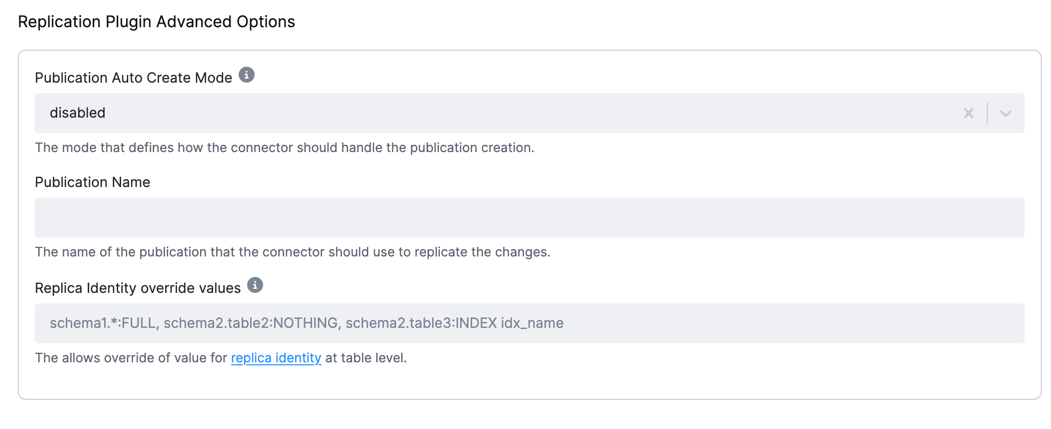 Replication Plugin Advanced Options
Publication Auto Create Mode
disabled
The mode that defines how the connector should handle the publication creation.
Publication Name
The name of the publication that the connector should use to replicate the changes.
Replica Identity override values
schema1.*:FULL, schema2.table2:NOTHING, schema2.table3:INDEX idx_name
The allows override of value for replica identity at table level.